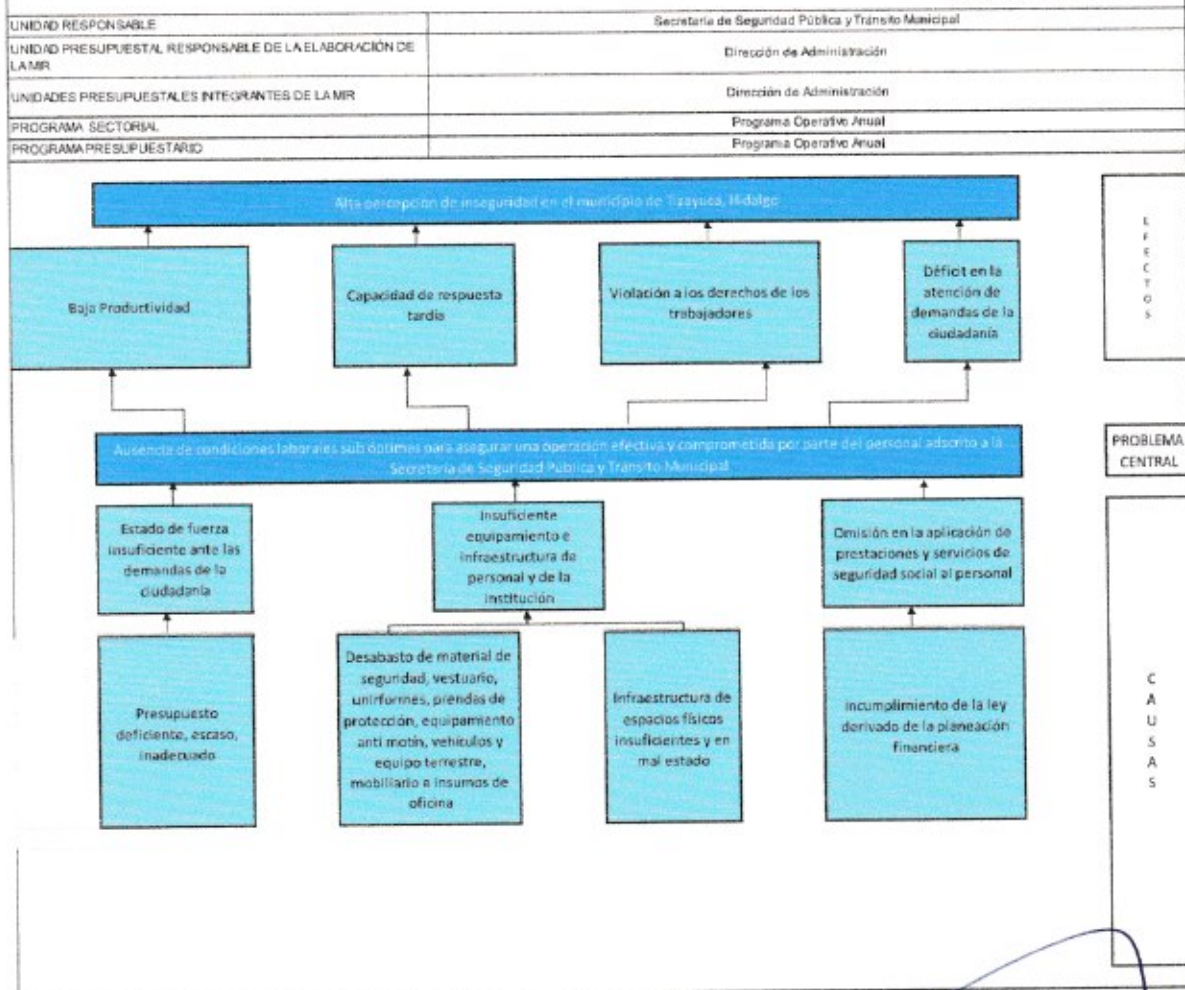 UNIDAD RESPONSABLE
Secretaría de Seguridad Pública y Tránsito Municipal
UNIDAD PRESUPUESTAL RESPONSABLE DE LA ELABORACIÓN DE
LA MIR
Dirección de Administración
UNIDADES PRESUPUESTALES INTEGRANTES DE LA MIR
Dirección de Administración
PROGRAMA SECTORIAL
Programa Operativo Anual
PROGRAMA PRESUPUESTARIO
Programa Operativo Anual
Alta percepción de inseguridad en el municipio de Tizayuca, Hidalgo
EFECTOS
Baja Productividad
Capacidad de respuesta
tardía
Violación a los derechos de los
trabajadores
Déficit en la
atención de
demandas de la
ciudadanía
Ausencia de condiciones laborales sub óptimas para asegurar una operación efectiva y comprometida por parte del personal adscrito a la
Secretaría de Seguridad Pública y Tránsito Municipal
PROBLEMA
CENTRAL
Estado de fuerza
insuficiente ante las
demandas de la
ciudadanía
Insuficiente
equipamiento e
infraestructura de
personal y de la
institución
Omisión en la aplicación de
prestaciones y servicios de
seguridad social al personal
Presupuesto
deficiente, escaso,
inadecuado
Desabasto de material de
seguridad, vestuario,
unirformes, prendas de
protección, equipamiento
anti motín, vehículos y
equipo terrestre,
mobiliario e insumos de
oficina
Infraestructura de
espacios físicos
insuficientes y en
mal estado
Incumplimiento de la ley
derivado de la planeación
financiera
CAUSAS